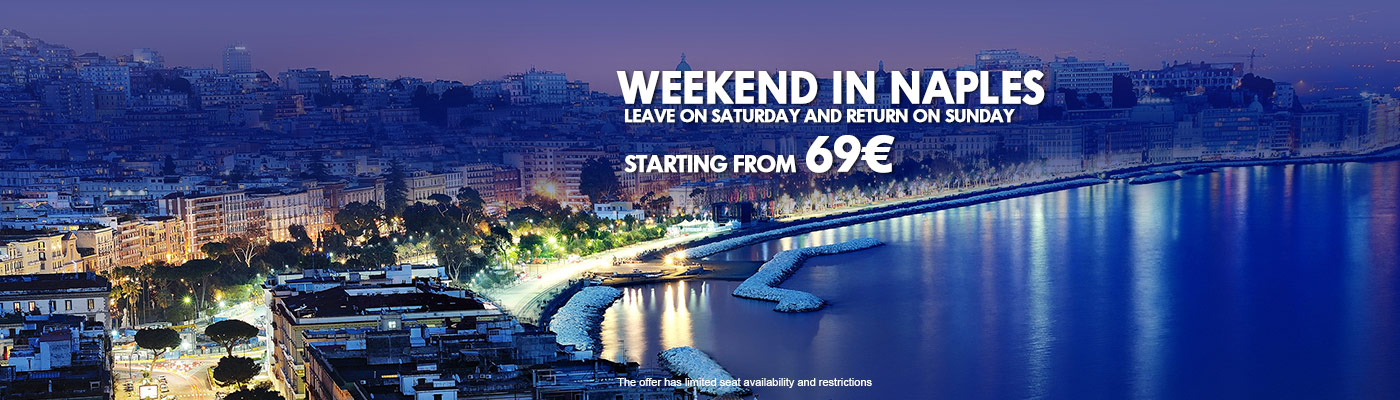 WEEKEND IN NAPLES
LEAVE ON SATURDAY AND RETURN ON SUNDAY
STARTING FROM 69€
The offer has limited seat availability and restrictions